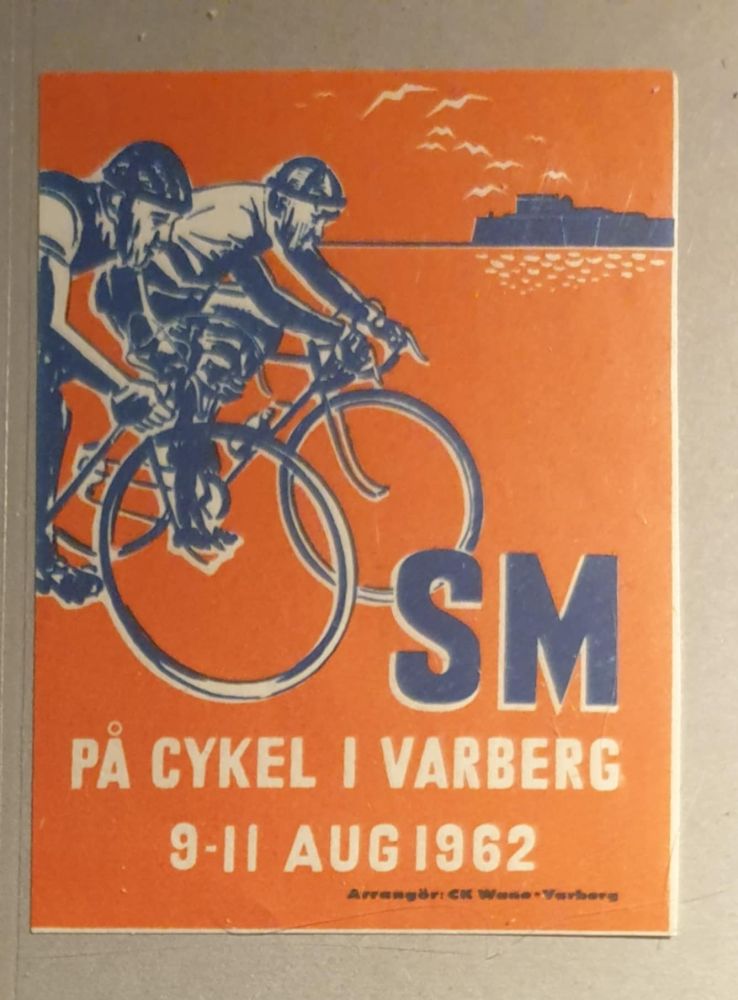 SM
PÅ CYKEL I VARBERG
9-11 AUG 1962
Arrangör: CK Wano-Varberg